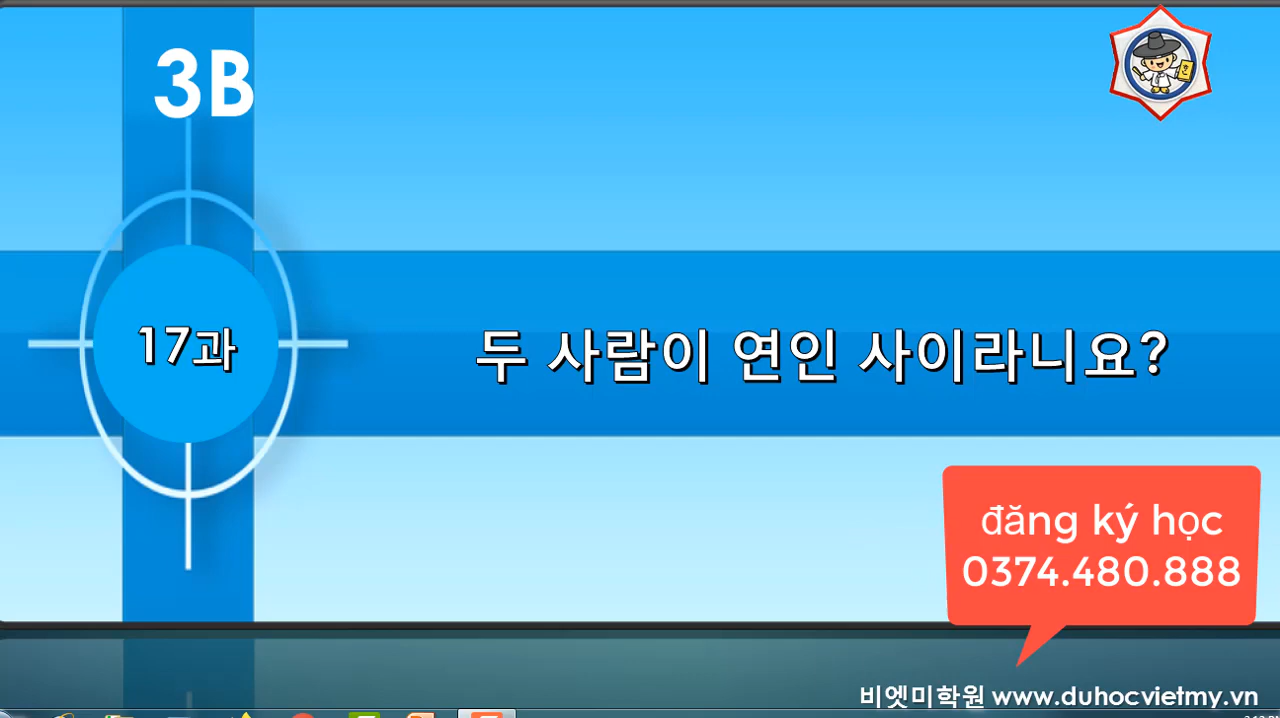 3B
17과
두 사람이 연인 사이라니요?
đăng ký học
0374.480.888
비엣미학원 www.duhocvietmy.vn